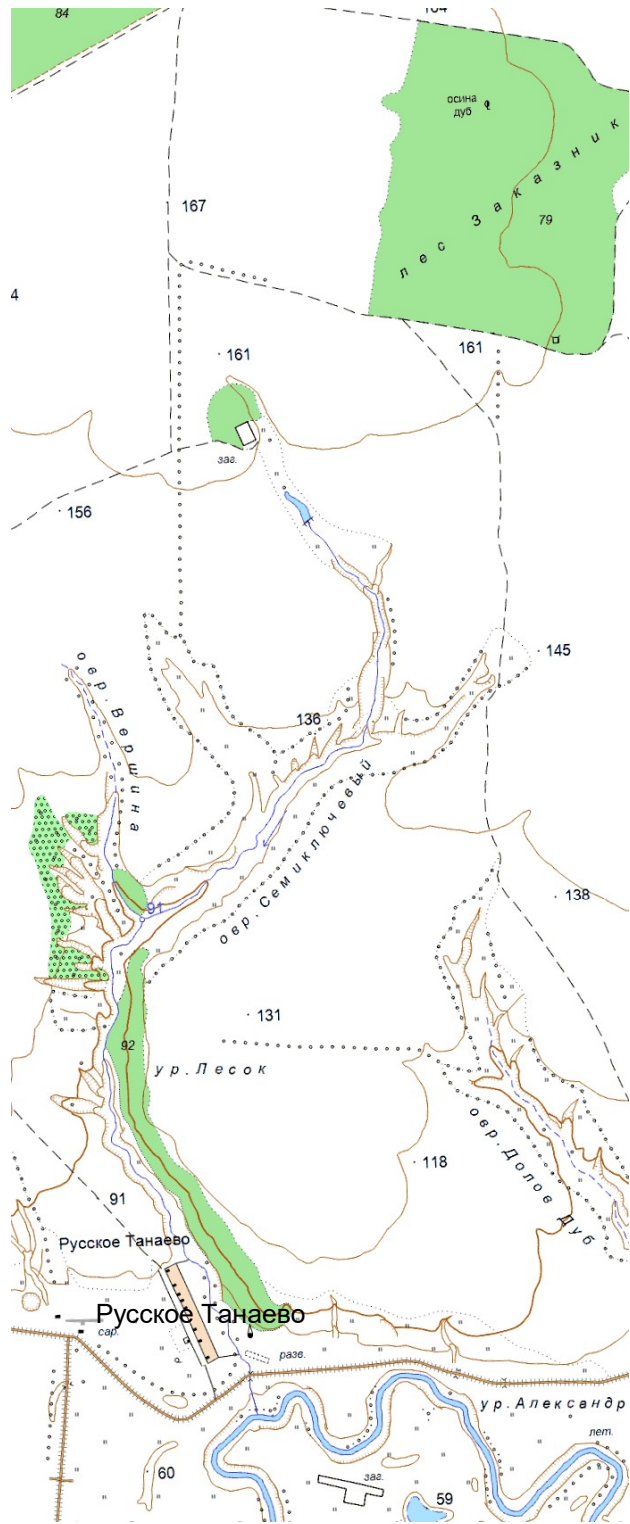 84
осина
дуб
лес Заказник
167
79
4
161
161
заг.
156
145
овр. Вершина
136
овр. Семиключевый
138
91
131
92
ур. Лесок
118
овр. Долов Дуб
91
Русское Танаево
Русское Танаево
сар.
разв.
ур. Александр
лет.
60
заг.
59